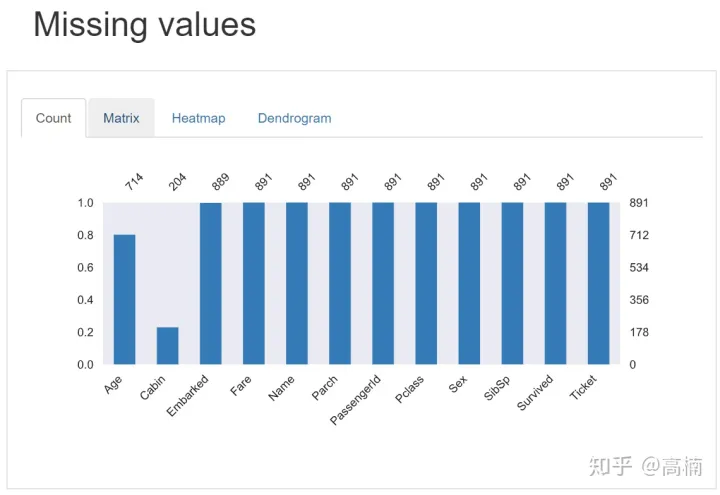 Missing values
Count Matrix Heatmap Dendrogram
714 204 889 891 891 891 891 891 891 891 891 891
1.0 891
0.8 712
0.6 534
0.4 356
0.2 178
0.0 0
Age Cabin Embarked Fare Name Parch PassengerId Pclass Sex SibSp Survived Ticket
知乎 @高楠